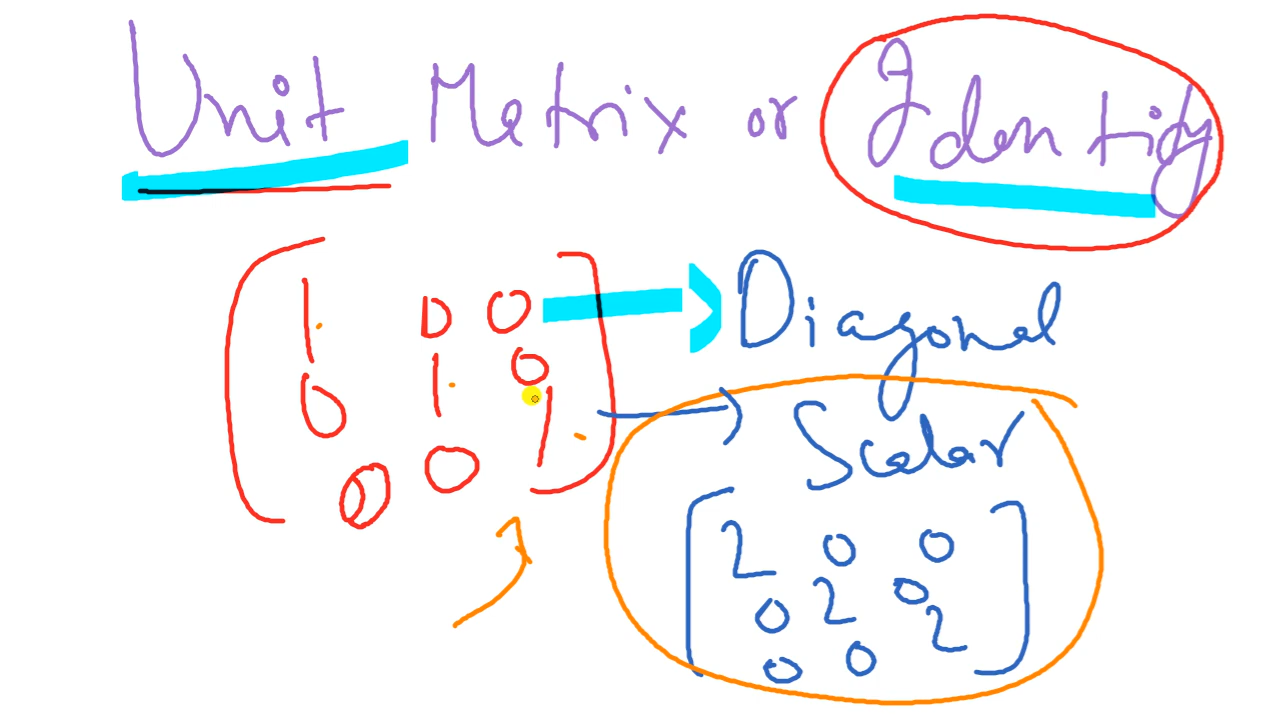 Unit Matrix or Identity
1 0 0
0 1 0
0 0 1
Diagonal
Scalar
2 0 0
0 2 0
0 0 2